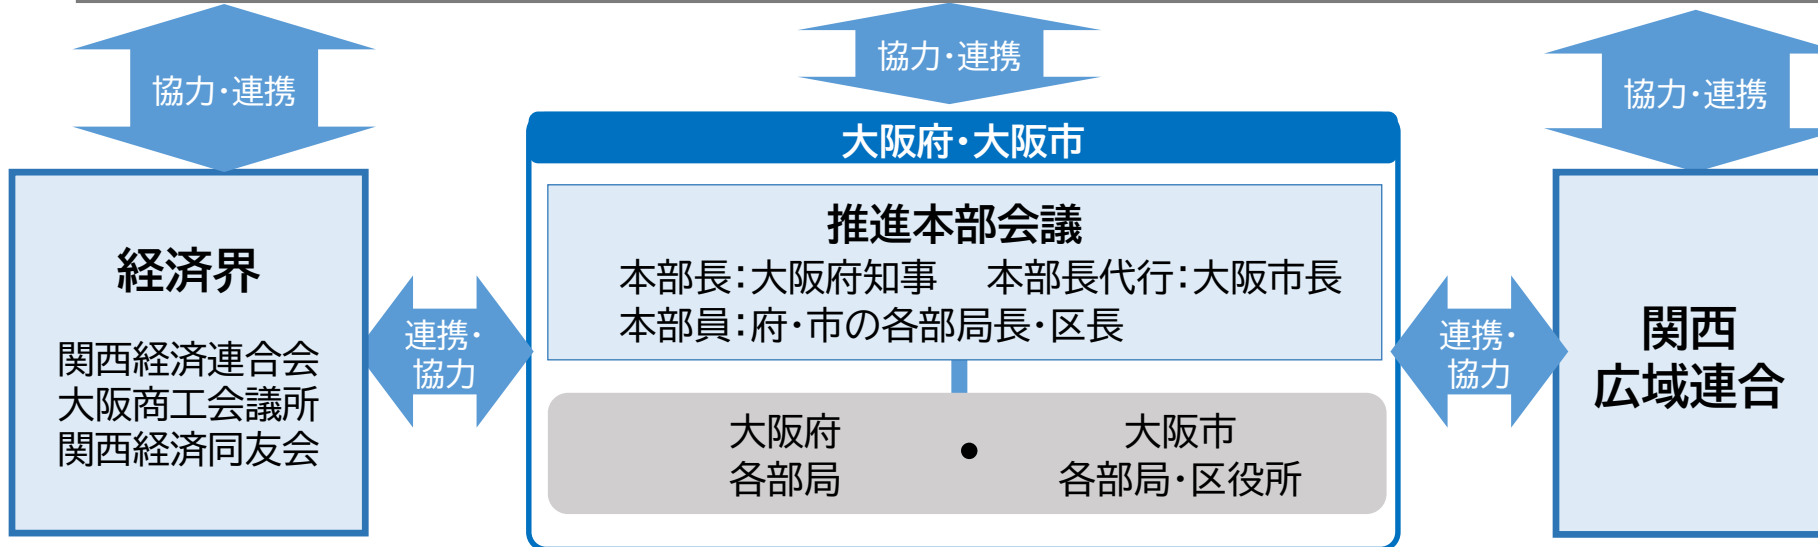 協力・連携
協力・連携
協力・連携
大阪府・大阪市
推進本部会議
本部長：大阪府知事　本部長代行：大阪市長
本部員：府・市の各部局長・区長
経済界
関西経済連合会
大阪商工会議所
関西経済同友会
連携・
協力
連携・
協力
関西
広域連合
大阪府
各部局
・
大阪市
各部局・区役所